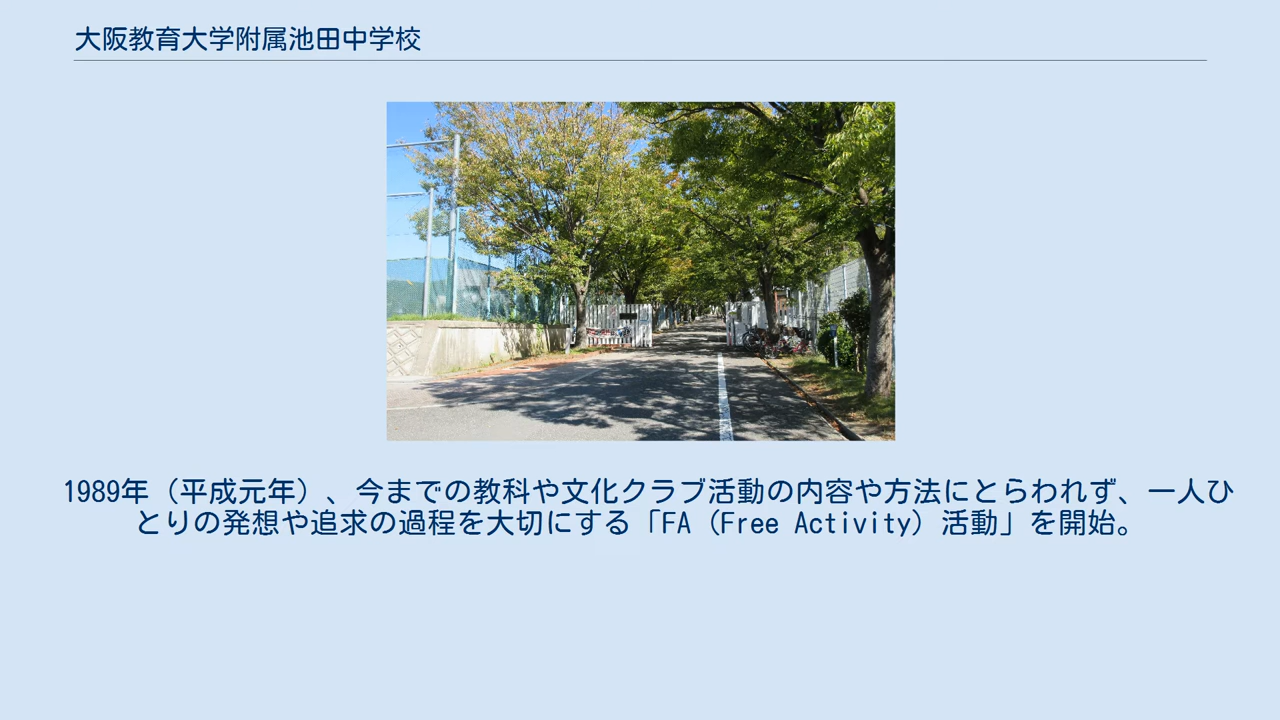 大阪教育大学附属池田中学校
1989年（平成元年）、今までの教科や文化クラブ活動の内容や方法にとらわれず、一人ひ
とりの発想や追求の過程を大切にする「FA（Free Activity）活動」を開始。